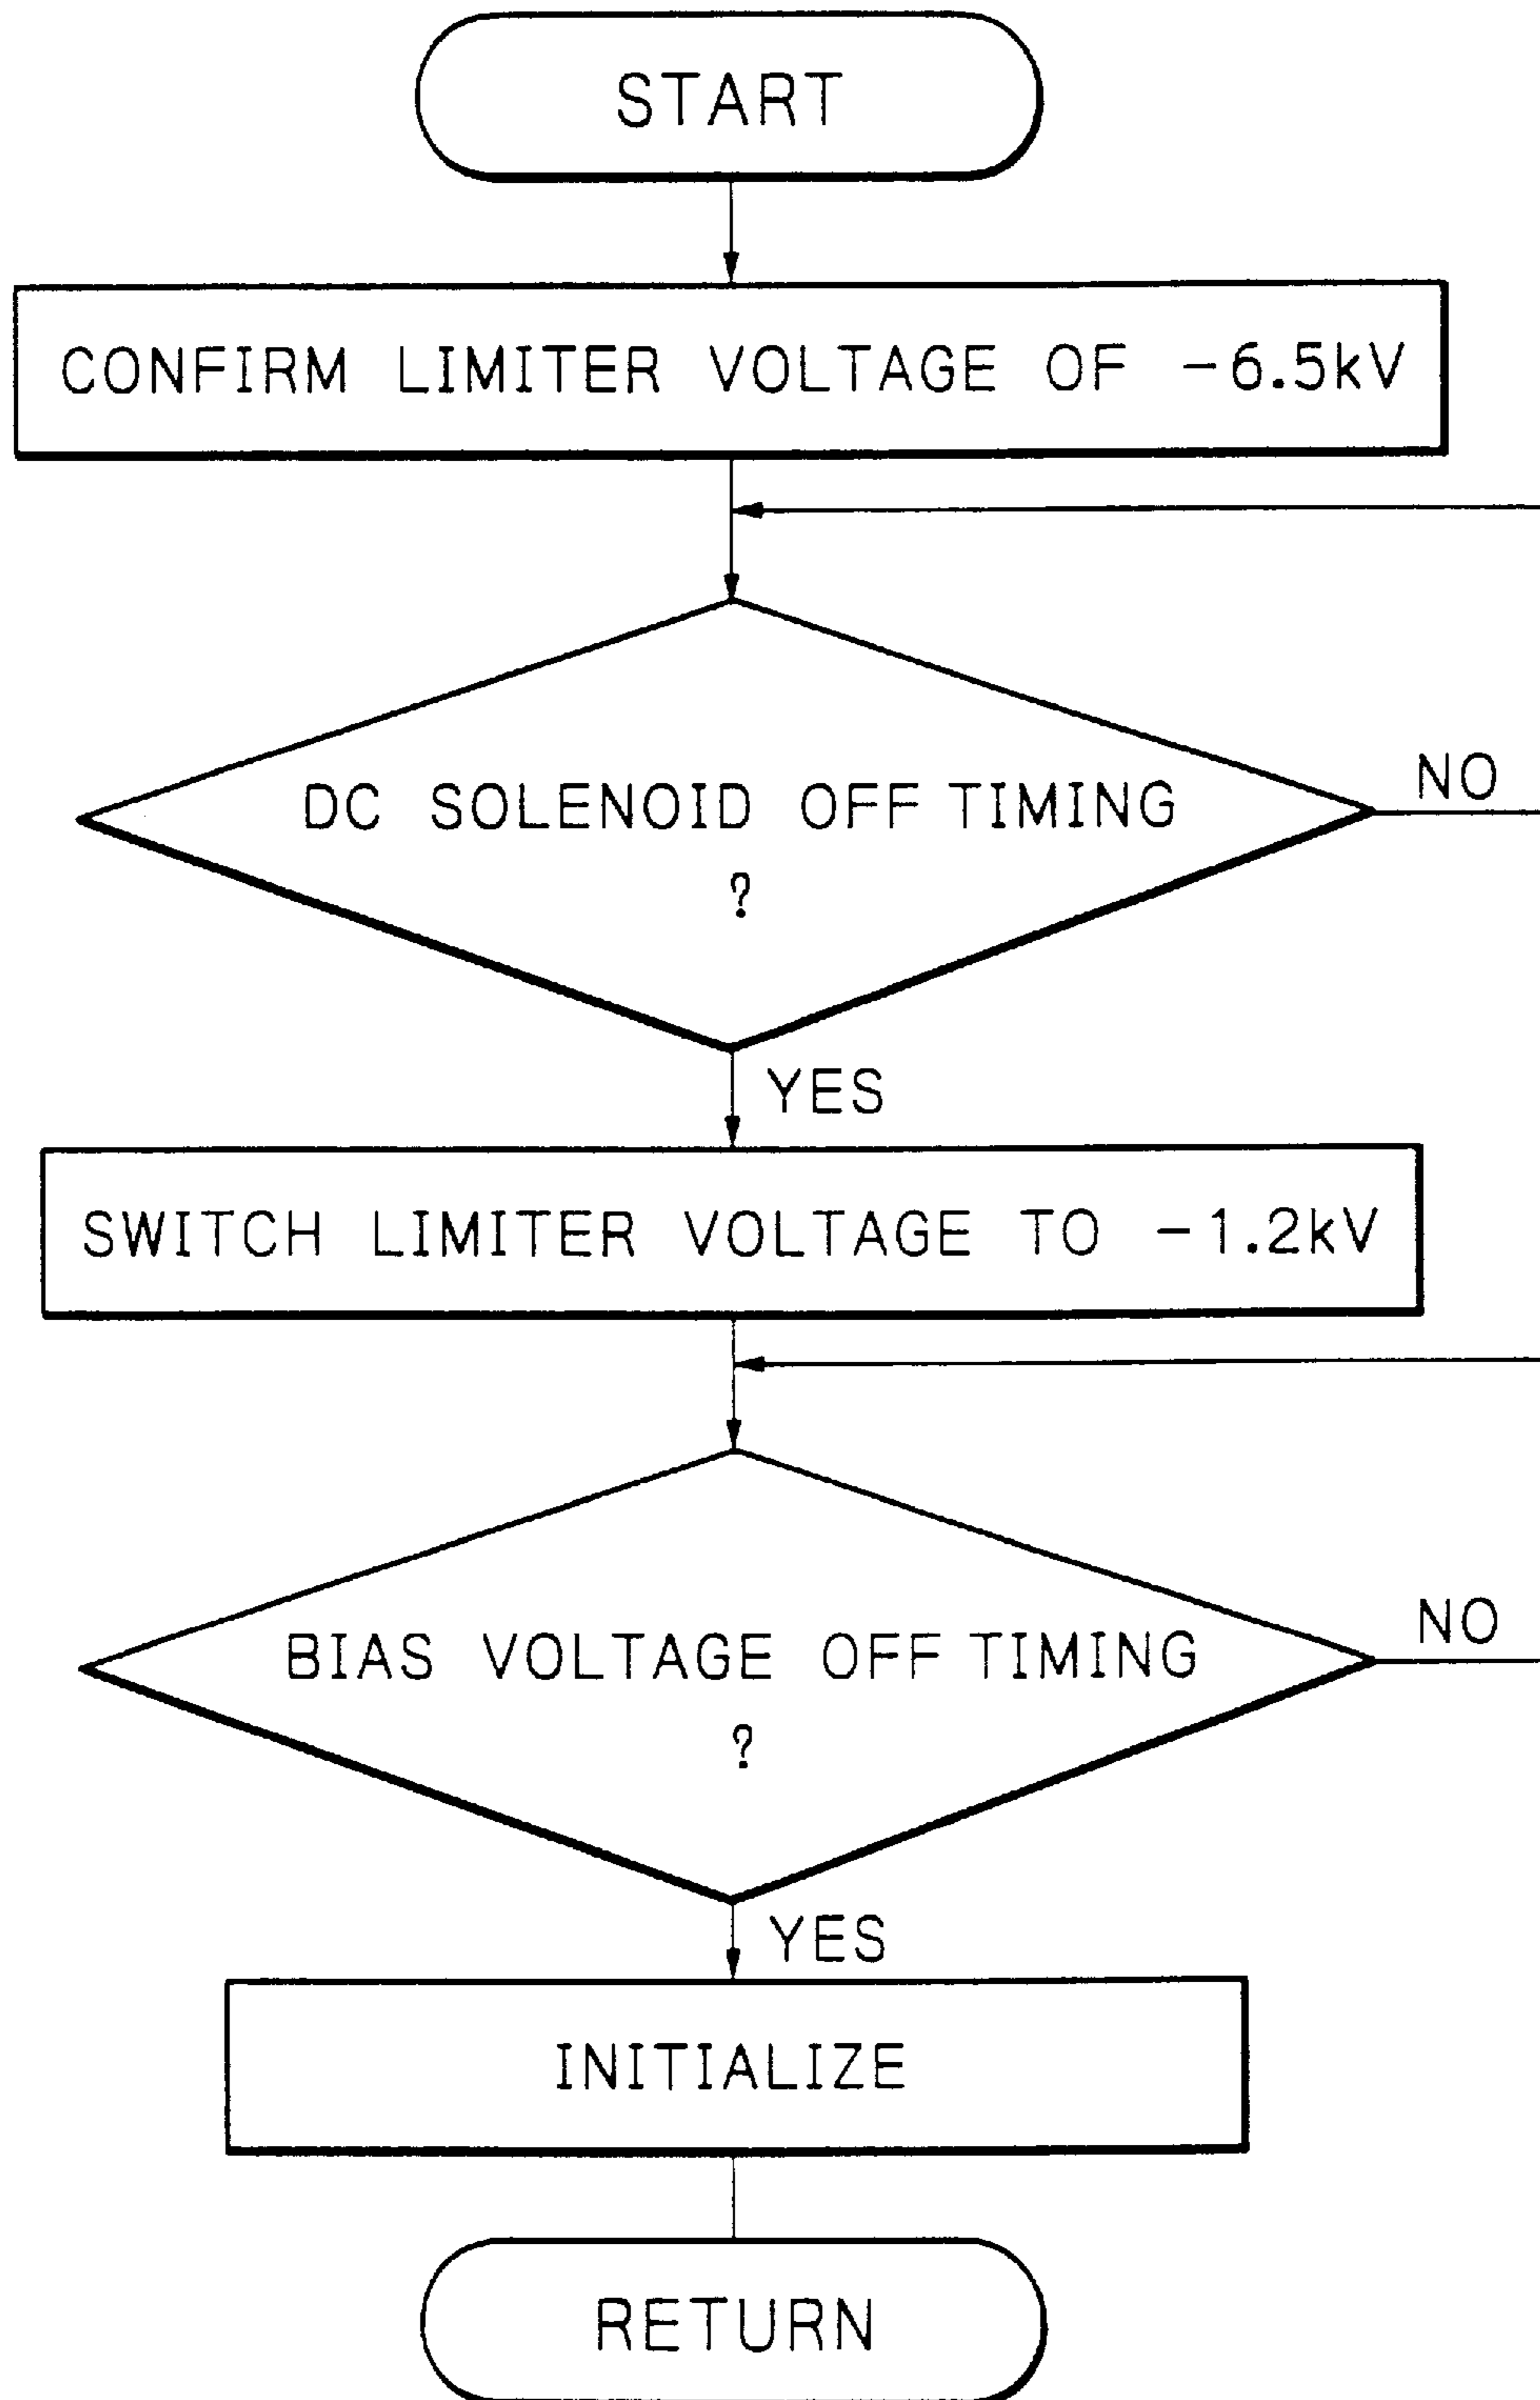 START
CONFIRM LIMITER VOLTAGE OF -6.5kV
DC SOLENOID OFF TIMING
?
NO
YES
SWITCH LIMITER VOLTAGE TO -1.2kV
BIAS VOLTAGE OFF TIMING
?
NO
YES
INITIALIZE
RETURN